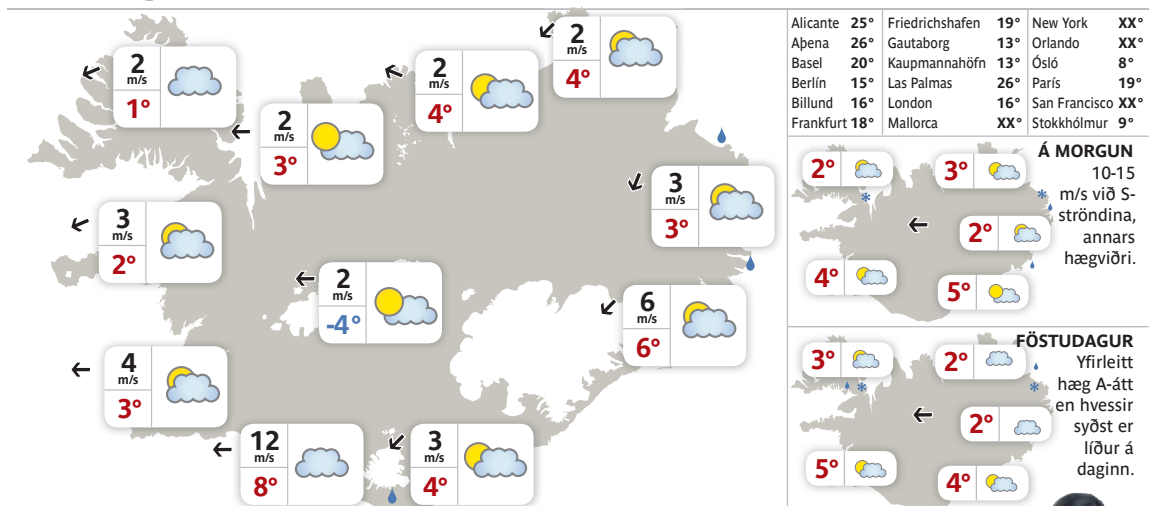 2
m/s
1°
2
m/s
3°
2
m/s
4°
2
m/s
4°
3
m/s
2°
3
m/s
3°
2
m/s
-4°
6
m/s
6°
4
m/s
3°
12
m/s
8°
3
m/s
4°
Alicante 25° Friedrichshafen 19° New York XX°
Aþena 26° Gautaborg 13° Orlando XX°
Basel 20° Kaupmannahöfn 13° Ósló 8°
Berlín 15° Las Palmas 26° París 19°
Billund 16° London 16° San Francisco XX°
Frankfurt 18° Mallorca XX° Stokkhólmur 9°
Á MORGUN
10-15
m/s við S-
ströndina,
annars
hægviðri.
2°
3°
2°
4°
5°
FÖSTUDAGUR
Yfirleitt
hæg A-átt
en hvessir
syðst er
líður á
daginn.
3°
2°
2°
5°
4°